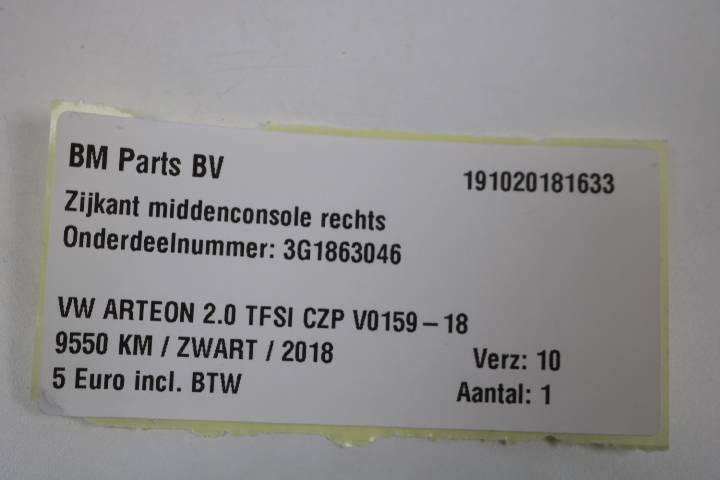 BM Parts BV 191020181633
Zijkant middenconsole rechts
Onderdeelnummer: 3G1863046
VW ARTEON 2.0 TFSI CZP V0159-18
9550 KM / ZWART / 2018 Verz: 10
5 Euro incl. BTW Aantal: 1